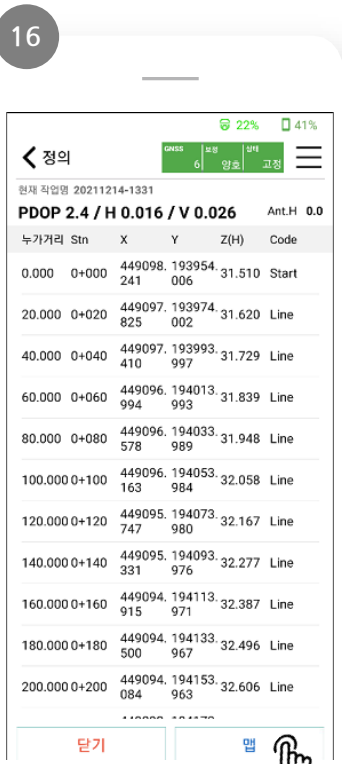 16
22% 41%
정의 GNSS 6 보정 양호 상태 고정
현재 작업명 20211214-1331
PDOP 2.4 / H 0.016 / V 0.026 Ant.H 0.0
누가거리 Stn X Y Z(H) Code
0.000 0+000 449098.241 193954.006 31.510 Start
20.000 0+020 449097.825 193974.002 31.620 Line
40.000 0+040 449097.410 193993.997 31.729 Line
60.000 0+060 449096.994 194013.993 31.839 Line
80.000 0+080 449096.578 194033.989 31.948 Line
100.000 0+100 449096.163 194053.984 32.058 Line
120.000 0+120 449095.747 194073.980 32.167 Line
140.000 0+140 449095.331 194093.976 32.277 Line
160.000 0+160 449094.915 194113.971 32.387 Line
180.000 0+180 449094.500 194133.967 32.496 Line
200.000 0+200 449094.084 194153.963 32.606 Line
닫기 맵